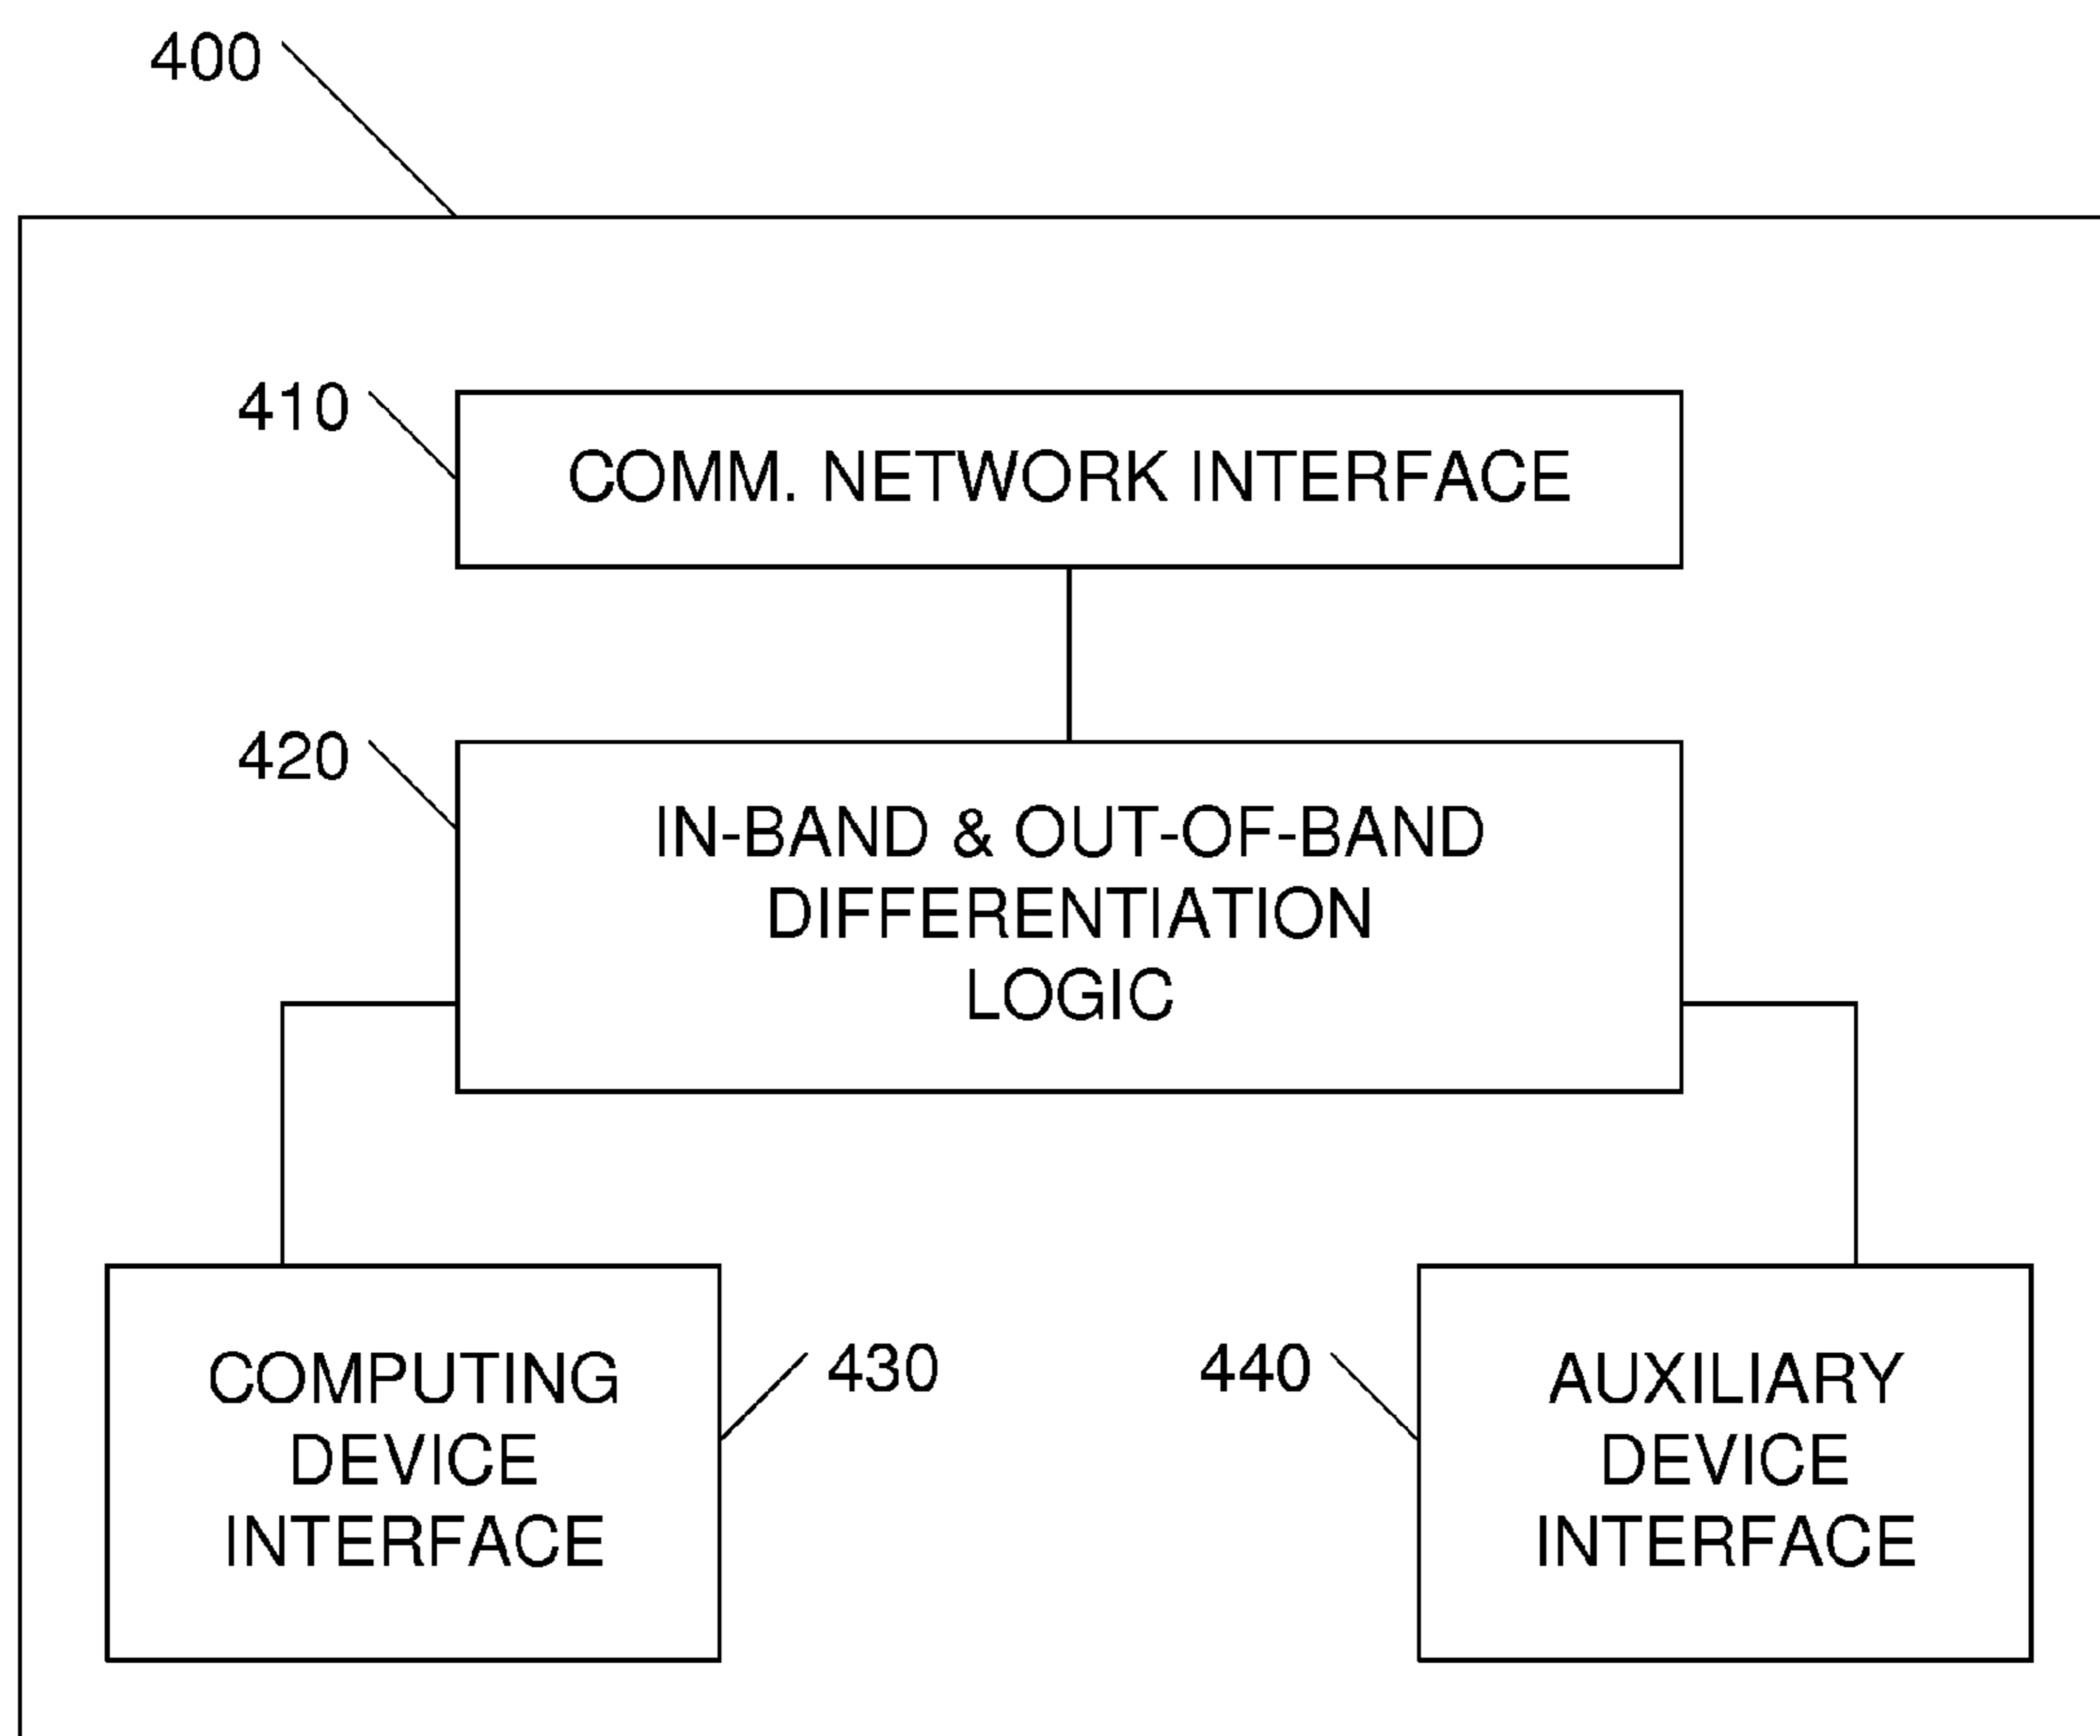 400
410
COMM. NETWORK INTERFACE
420
IN-BAND & OUT-OF-BAND
DIFFERENTIATION
LOGIC
COMPUTING
DEVICE
INTERFACE
430
440
AUXILIARY
DEVICE
INTERFACE